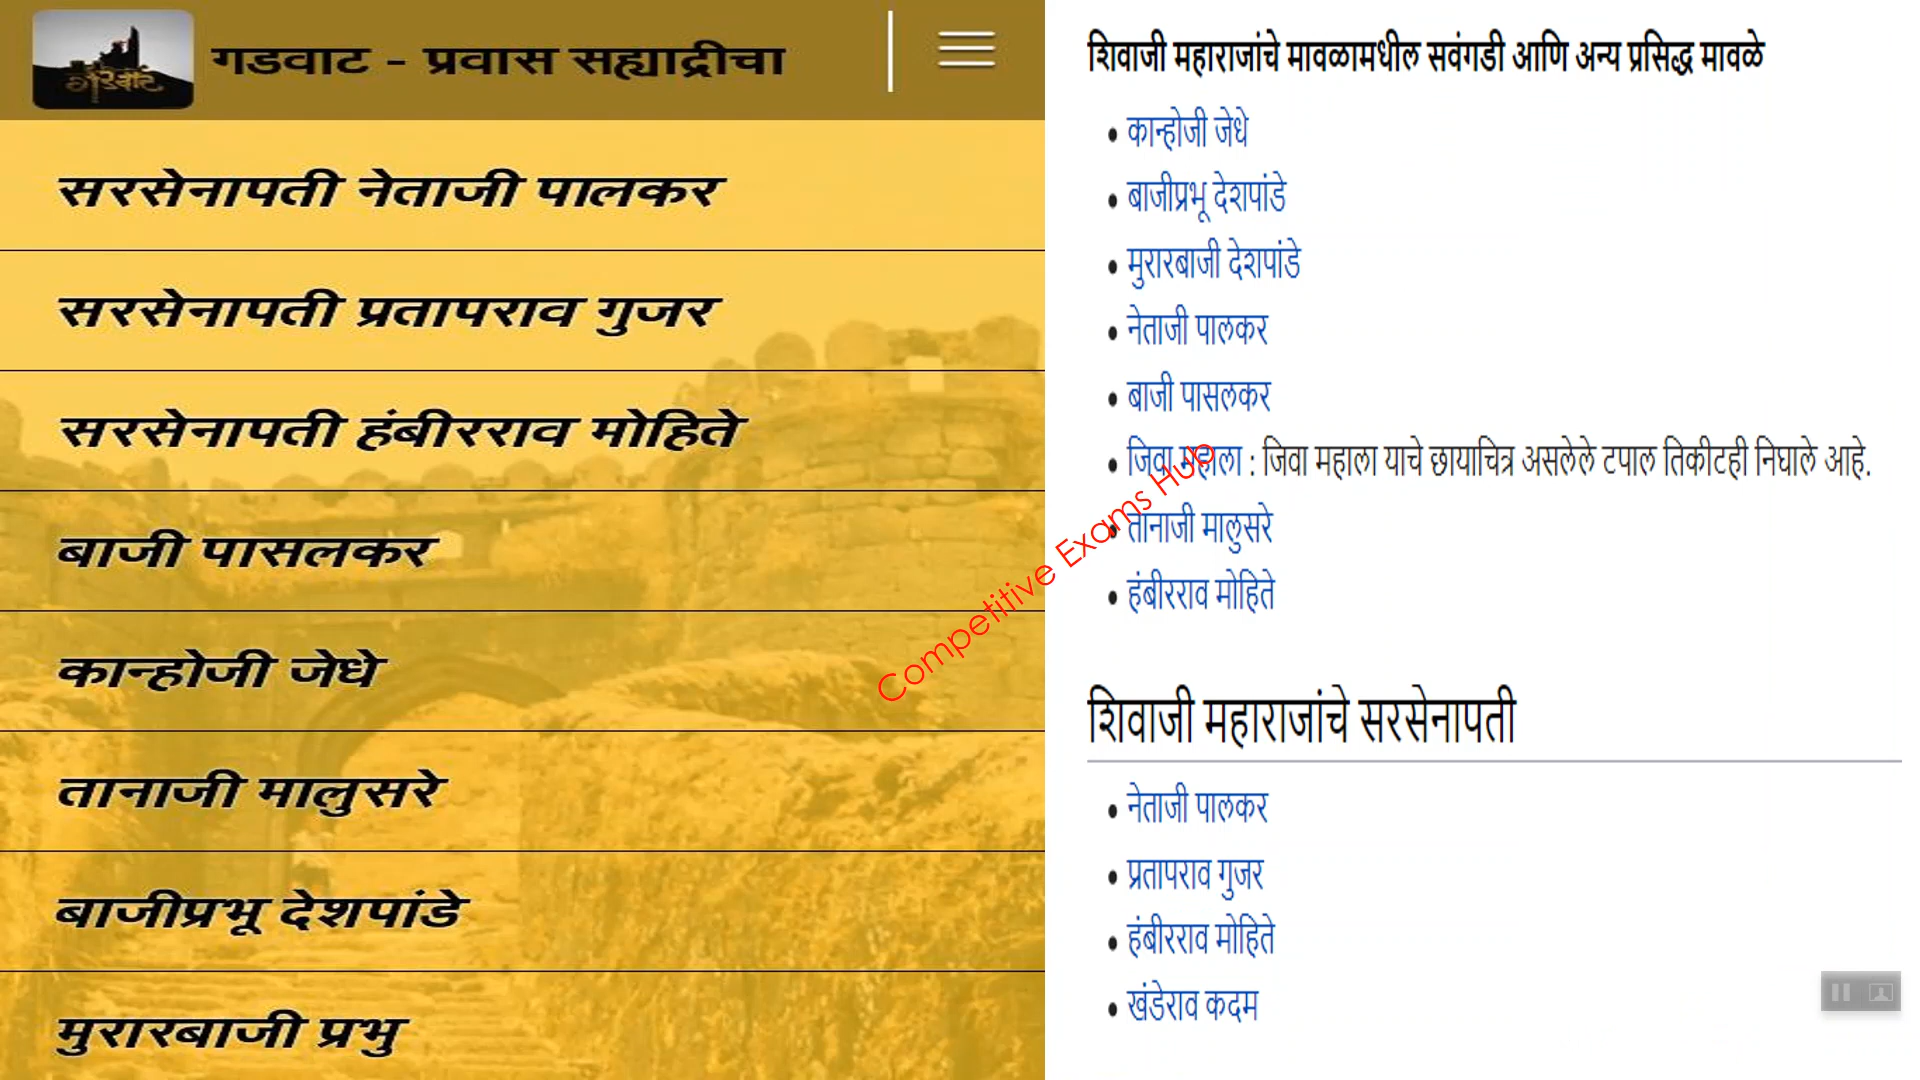 गडवाट
गडवाट - प्रवास सह्याद्रीचा
सरसेनापती नेताजी पालकर
सरसेनापती प्रतापराव गुजर
सरसेनापती हंबीरराव मोहिते
बाजी पासलकर
कान्होजी जेधे
तानाजी मालुसरे
बाजीप्रभू देशपांडे
मुरारबाजी प्रभु
शिवाजी महाराजांचे मावळामधील सवंगडी आणि अन्य प्रसिद्ध मावळे
• कान्होजी जेधे
• बाजीप्रभू देशपांडे
• मुरारबाजी देशपांडे
• नेताजी पालकर
• बाजी पासलकर
• जिवा महाला : जिवा महाला याचे छायाचित्र असलेले टपाल तिकीटही निघाले आहे.
• तानाजी मालुसरे
• हंबीरराव मोहिते
शिवाजी महाराजांचे सरसेनापती
• नेताजी पालकर
• प्रतापराव गुजर
• हंबीरराव मोहिते
• खंडेराव कदम
Competitive Exams Hub